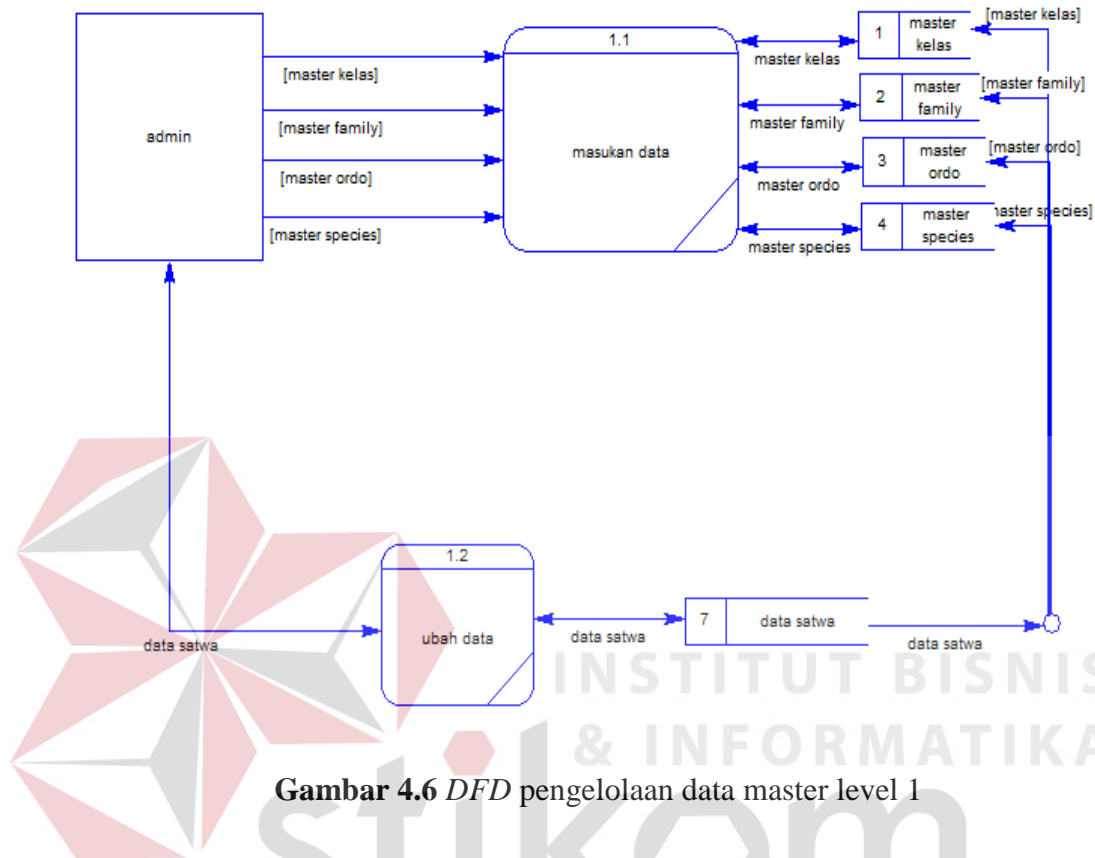 [master kelas]
[master family]
[master ordo]
[master species]
admin
1.1
masukan data
master kelas
master family
master ordo
master species
1
master
kelas
[master kelas]
2
master
family
[master family]
3
master
ordo
[master ordo]
4
master
species
master species]
data satwa
1.2
ubah data
data satwa
7
data satwa
data satwa
INSTITUT BISNIS
& INFORMATIKA
stikom
Gambar 4.6 DFD pengelolaan data master level 1